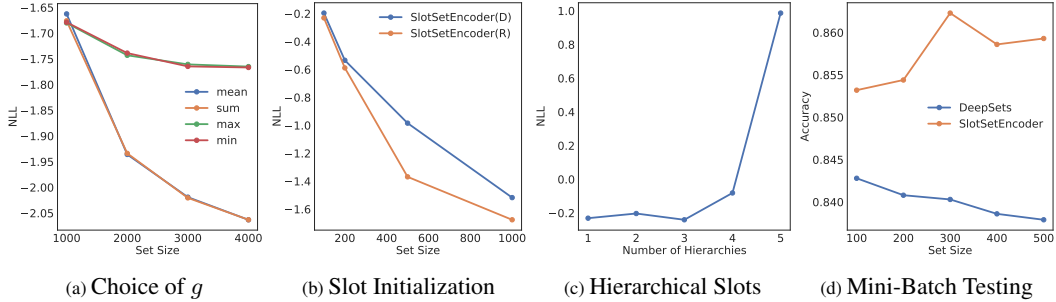 −1.65
−1.70
−1.75
−1.80
−1.85
−1.90
−1.95
−2.00
−2.05
NLL
mean
sum
max
min
1000 2000 3000 4000
Set Size
(a) Choice of g
−0.2
−0.4
−0.6
−0.8
−1.0
−1.2
−1.4
−1.6
NLL
SlotSetEncoder(D)
SlotSetEncoder(R)
200 400 600 800 1000
Set Size
(b) Slot Initialization
1.0
0.8
0.6
0.4
0.2
0.0
−0.2
NLL
1 2 3 4 5
Number of Hierarchies
(c) Hierarchical Slots
0.860
0.855
0.850
0.845
0.840
Accuracy
DeepSets
SlotSetEncoder
100 200 300 400 500
Set Size
(d) Mini-Batch Testing